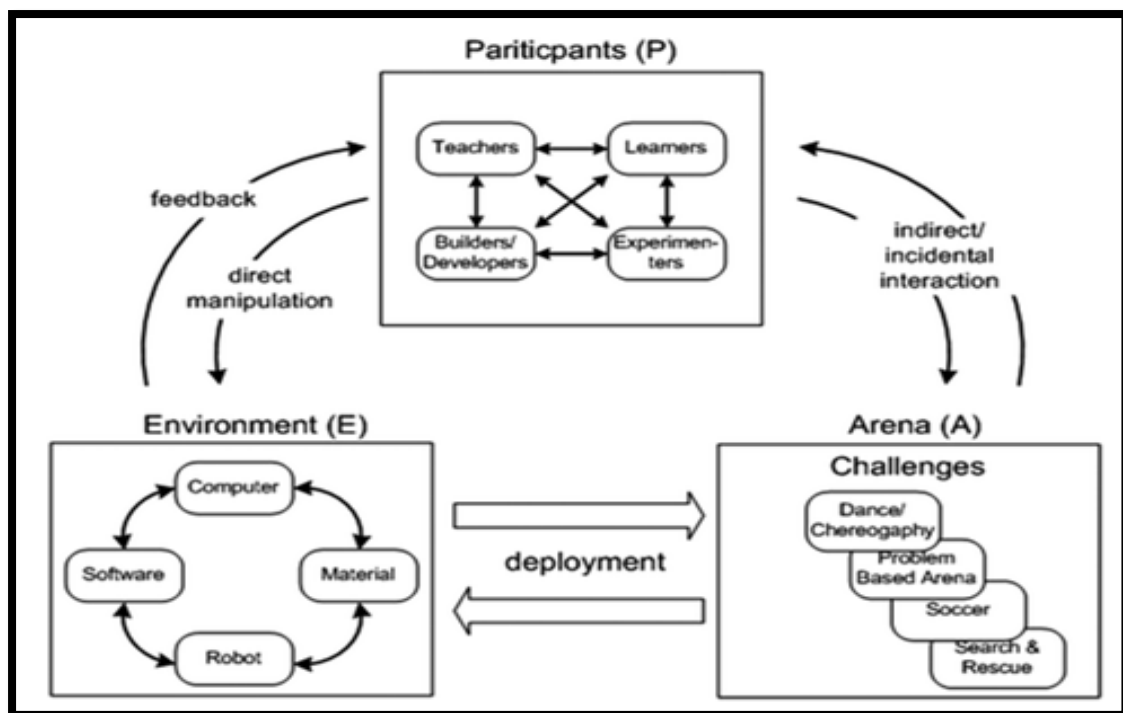 Pariticpants (P)
Teachers
Learners
Builders/
Developers
Experimen-
ters
feedback
direct
manipulation
indirect/
incidental
interaction
Environment (E)
Computer
Software
Material
Robot
deployment
Arena (A)
Challenges
Dance/
Chereogaphy
Problem
Based Arena
Soccer
Search &
Rescue